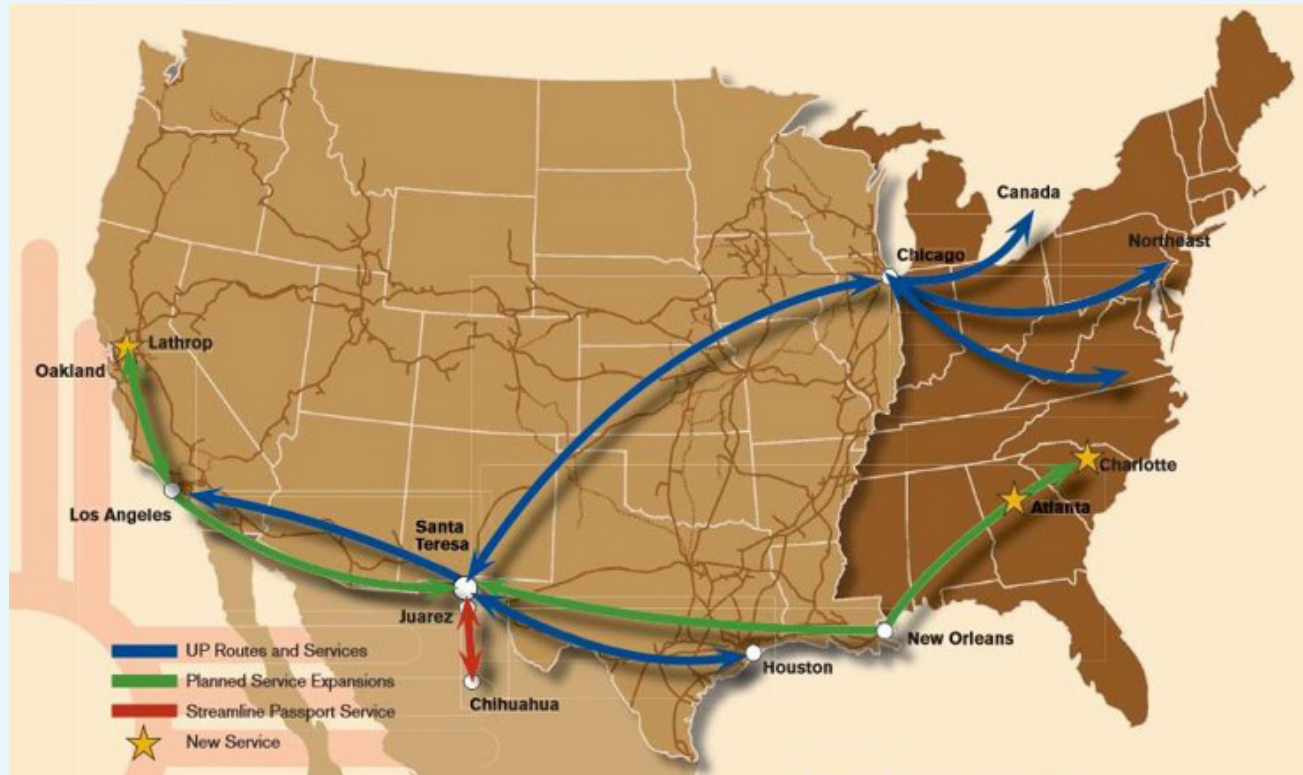 Canada
Northeast
Chicago
Lathrop
Oakland
Charlotte
Atlanta
Los Angeles
Santa
Teresa
Juarez
New Orleans
Houston
Chihuahua
UP Routes and Services
Planned Service Expansions
Streamline Passport Service
New Service